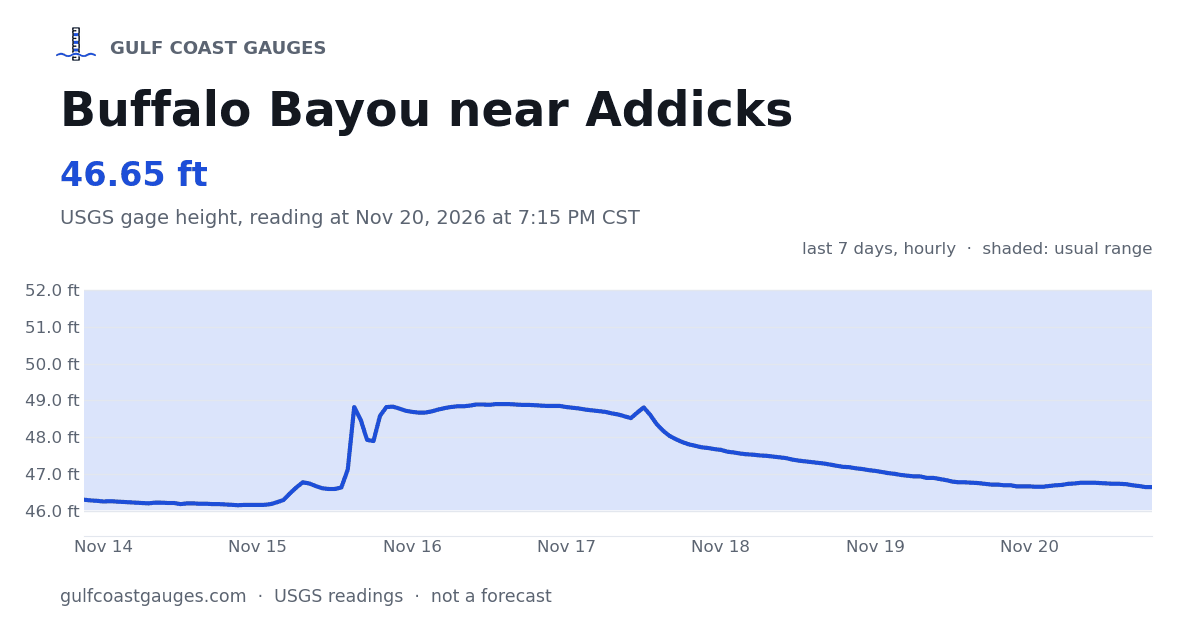 GULF COAST GAUGES
Buffalo Bayou near Addicks
46.65 ft
USGS gage height, reading at Nov 20, 2026 at 7:15 PM CST
last 7 days, hourly · shaded: usual range
52.0 ft
51.0 ft
50.0 ft
49.0 ft
48.0 ft
47.0 ft
46.0 ft
Nov 14 Nov 15 Nov 16 Nov 17 Nov 18 Nov 19 Nov 20
gulfcoastgauges.com · USGS readings · not a forecast